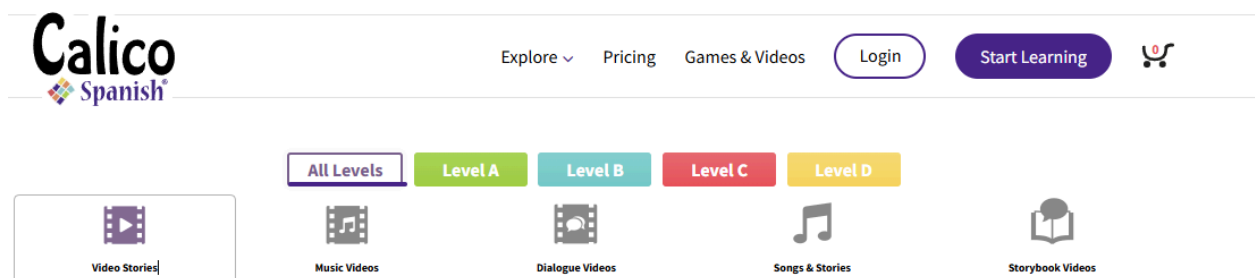 Calico
Spanish®
Explore Pricing Games & Videos Login Start Learning 0
All Levels Level A Level B Level C Level D
Video Stories Music Videos Dialogue Videos Songs & Stories Storybook Videos